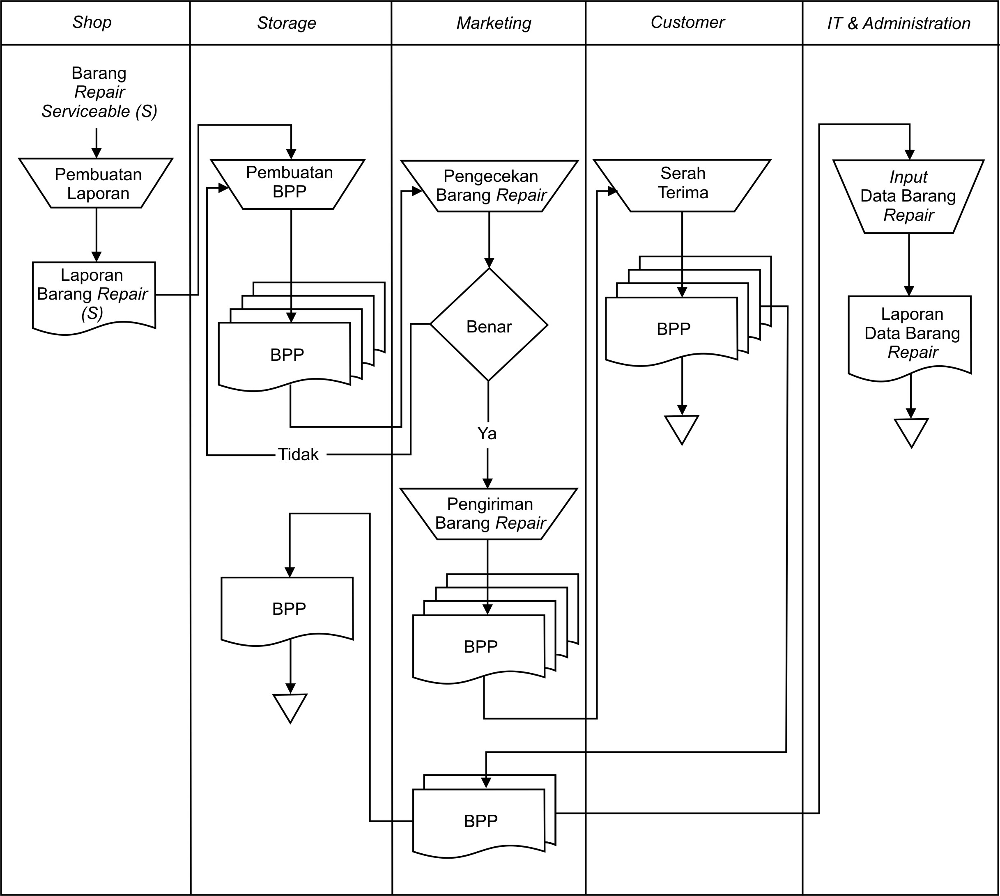 Shop
Storage
Marketing
Customer
IT & Administration
Barang
Repair
Serviceable (S)
Pembuatan
Laporan
Laporan
Barang Repair
(S)
Pembuatan
BPP
BPP
Tidak
BPP
Pengecekan
Barang Repair
Benar
Ya
Pengiriman
Barang Repair
BPP
BPP
Serah
Terima
BPP
Input
Data Barang
Repair
Laporan
Data Barang
Repair